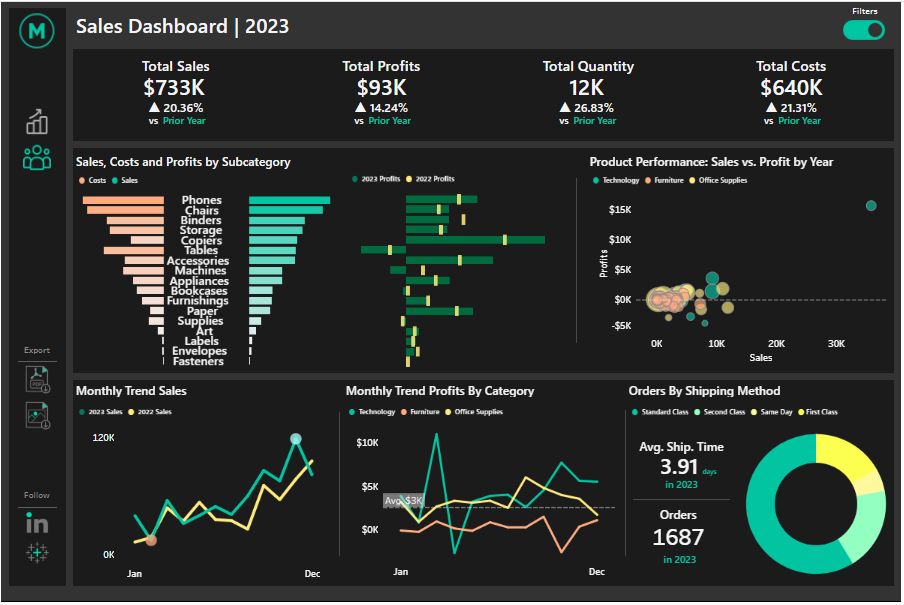 Filters
M
Sales Dashboard | 2023
Total Sales
$733K
▲ 20.36%
vs Prior Year
Total Profits
$93K
▲ 14.24%
vs Prior Year
Total Quantity
12K
▲ 26.83%
vs Prior Year
Total Costs
$640K
▲ 21.31%
vs Prior Year
Sales, Costs and Profits by Subcategory
Costs Sales
2023 Profits 2022 Profits
Phones
Chairs
Binders
Storage
Copiers
Tables
Accessories
Machines
Appliances
Bookcases
Furnishings
Paper
Supplies
Art
Labels
Envelopes
Fasteners
Product Performance: Sales vs. Profit by Year
Technology Furniture Office Supplies
Profits
$15K
$10K
$5K
$0K
-$5K
0K 10K 20K 30K
Sales
Export
PDF
Follow
in
Monthly Trend Sales
2023 Sales 2022 Sales
120K
0K
Jan Dec
Monthly Trend Profits By Category
Technology Furniture Office Supplies
$10K
$5K
$0K
Avg. $3K
Jan Dec
Orders By Shipping Method
Standard Class Second Class Same Day First Class
Avg. Ship. Time
3.91 days
in 2023
Orders
1687
in 2023